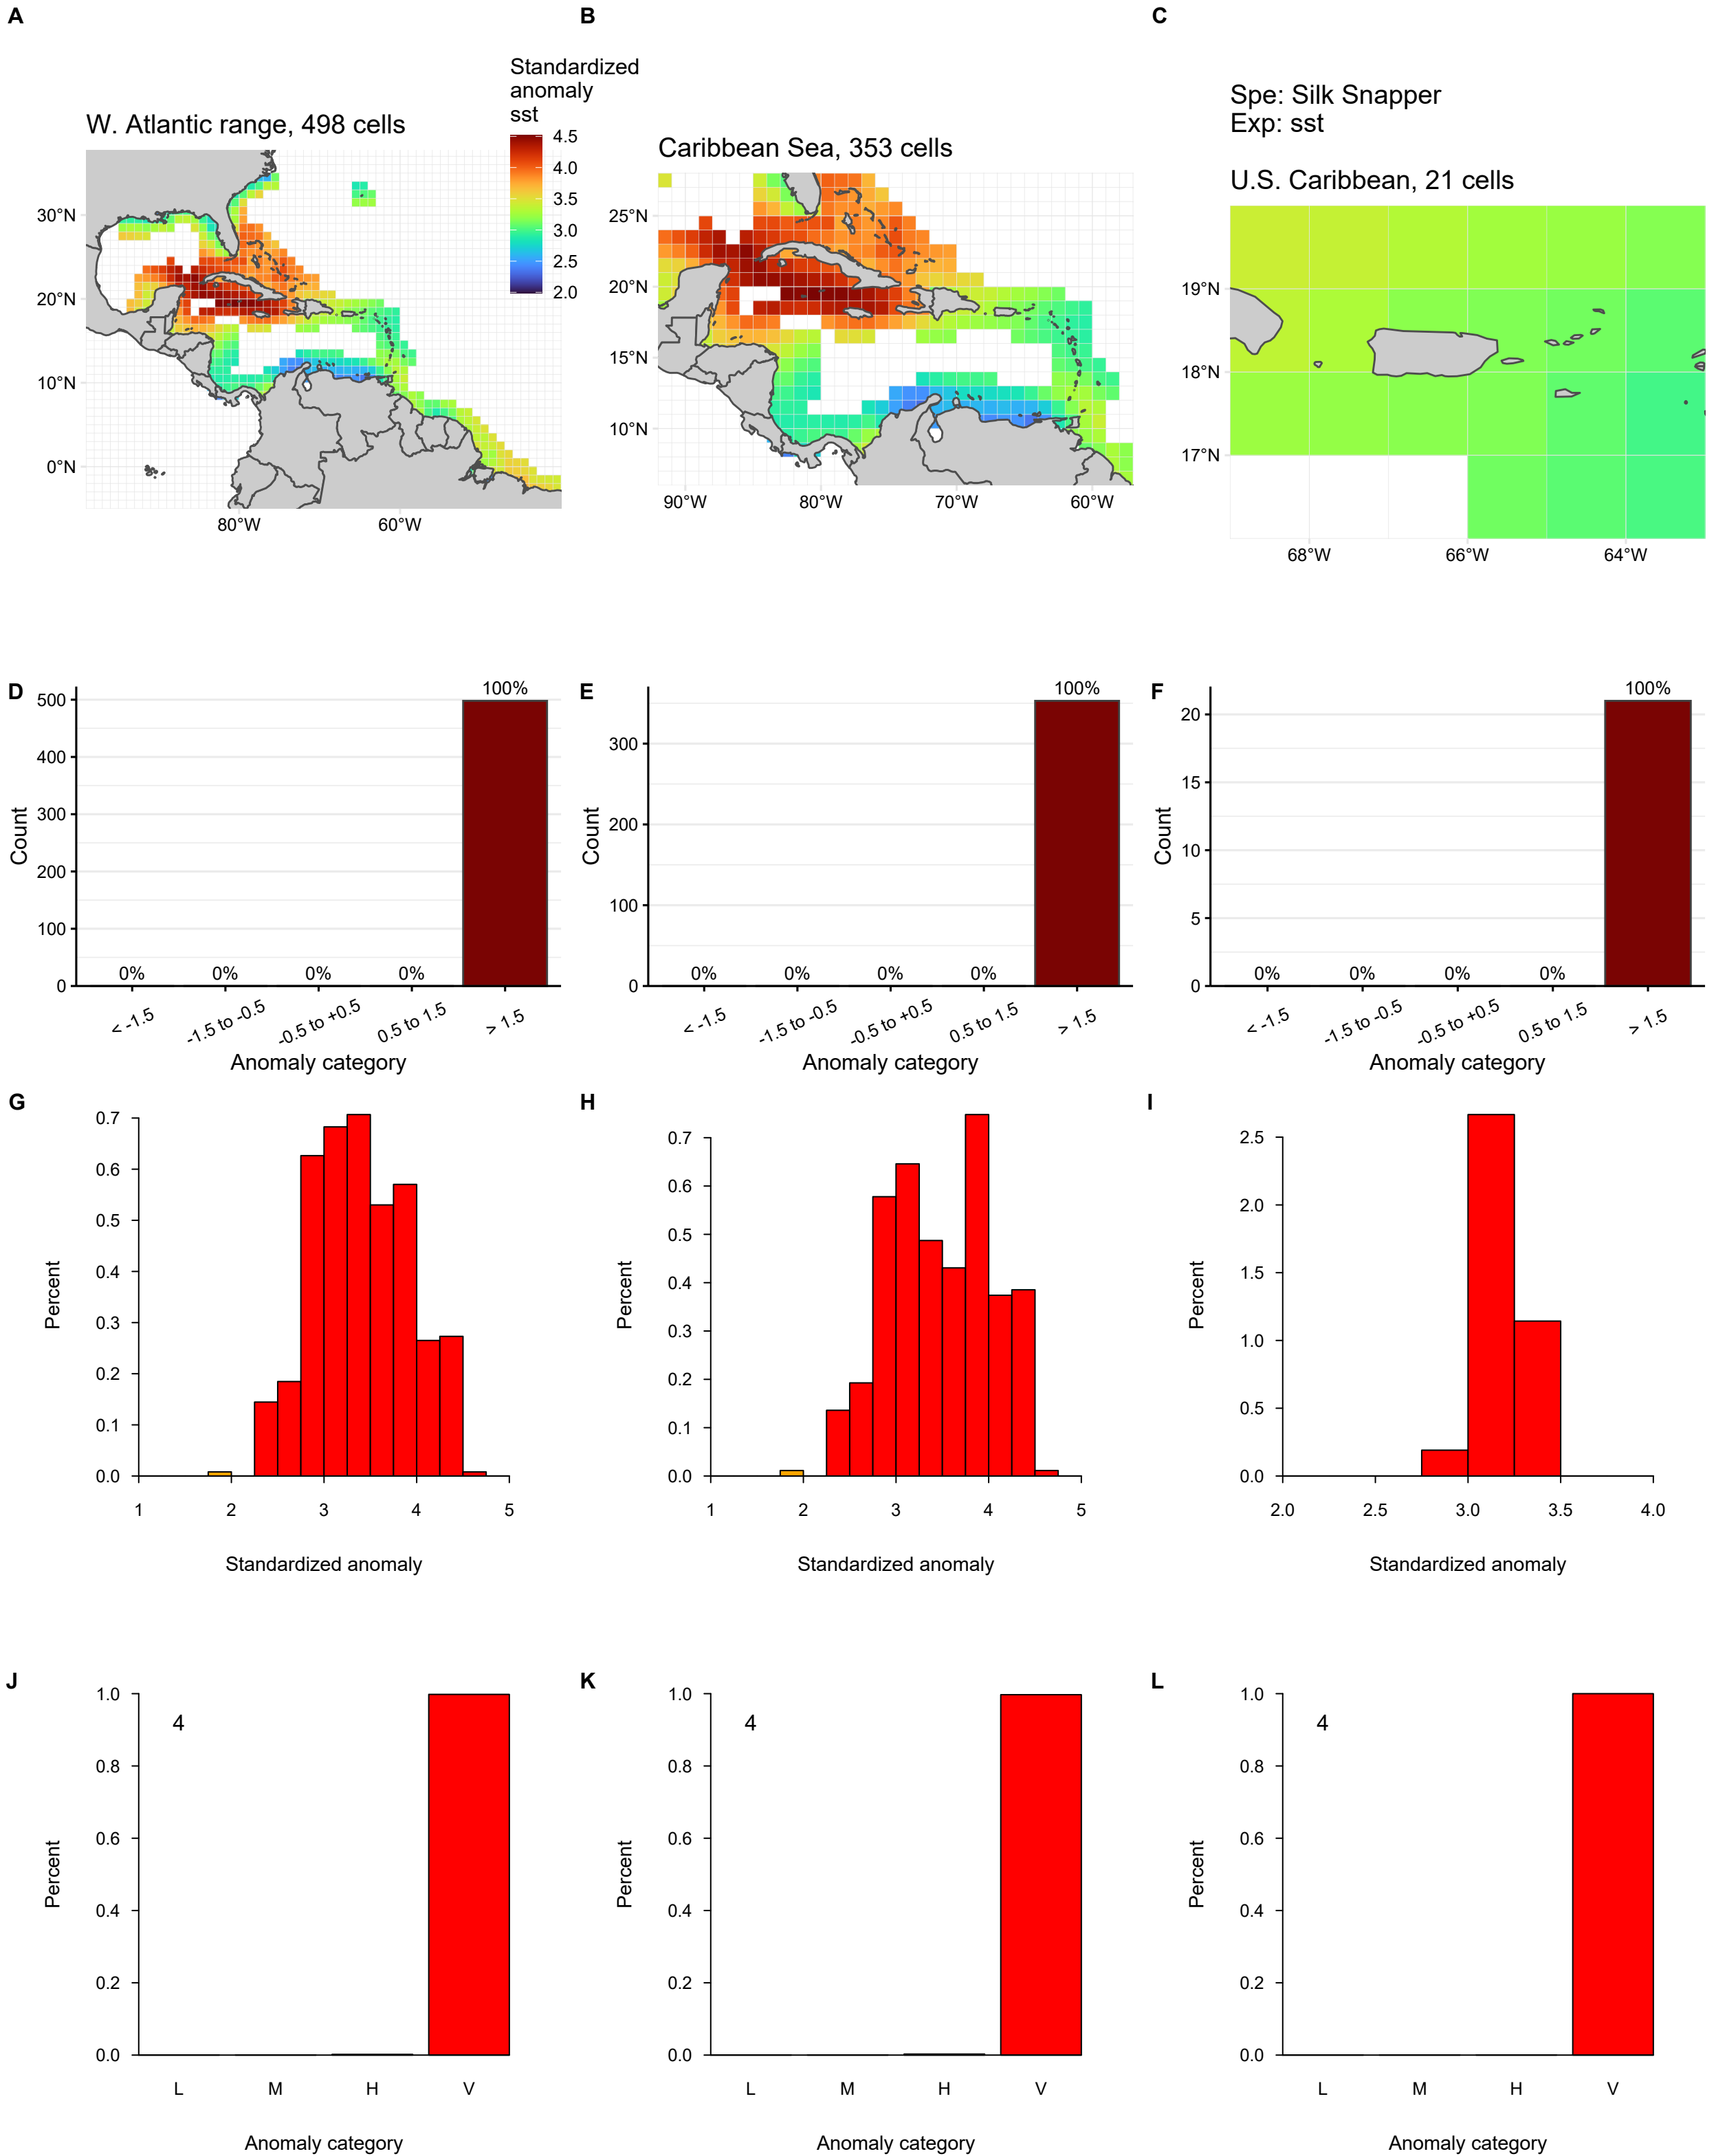 A
B
C
Standardized
anomaly
sst
4.5
4.0
3.5
3.0
2.5
2.0
W. Atlantic range, 498 cells
30°N
20°N
10°N
0°N
80°W
60°W
Caribbean Sea, 353 cells
25°N
20°N
15°N
10°N
90°W
80°W
70°W
60°W
Spe: Silk Snapper
Exp: sst
U.S. Caribbean, 21 cells
19°N
18°N
17°N
68°W
66°W
64°W
D
Count
500
400
300
200
100
0
0%
0%
0%
0%
100%
< -1.5
-1.5 to -0.5
-0.5 to +0.5
0.5 to 1.5
> 1.5
Anomaly category
E
Count
300
200
100
0
0%
0%
0%
0%
100%
< -1.5
-1.5 to -0.5
-0.5 to +0.5
0.5 to 1.5
> 1.5
Anomaly category
F
Count
20
15
10
5
0
0%
0%
0%
0%
100%
< -1.5
-1.5 to -0.5
-0.5 to +0.5
0.5 to 1.5
> 1.5
Anomaly category
G
Percent
0.7
0.6
0.5
0.4
0.3
0.2
0.1
0.0
1
2
3
4
5
Standardized anomaly
H
Percent
0.7
0.6
0.5
0.4
0.3
0.2
0.1
0.0
1
2
3
4
5
Standardized anomaly
I
Percent
2.5
2.0
1.5
1.0
0.5
0.0
2.0
2.5
3.0
3.5
4.0
Standardized anomaly
J
Percent
1.0
0.8
0.6
0.4
0.2
0.0
4
L
M
H
V
Anomaly category
K
Percent
1.0
0.8
0.6
0.4
0.2
0.0
4
L
M
H
V
Anomaly category
L
Percent
1.0
0.8
0.6
0.4
0.2
0.0
4
L
M
H
V
Anomaly category